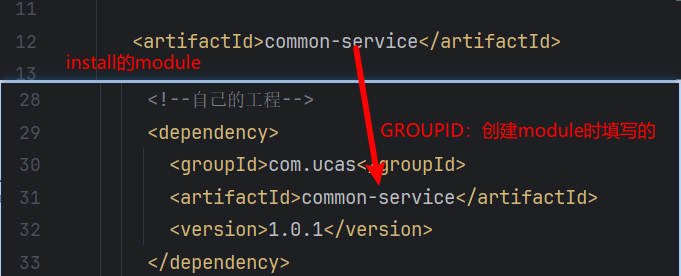 11
12 <artifactId>common-service</artifactId>
install的module
13
28 <!--自己的工程-->
29 <dependency>
GROUPID：创建module时填写的
30 <groupId>com.ucas</groupId>
31 <artifactId>common-service</artifactId>
32 <version>1.0.1</version>
33 </dependency>